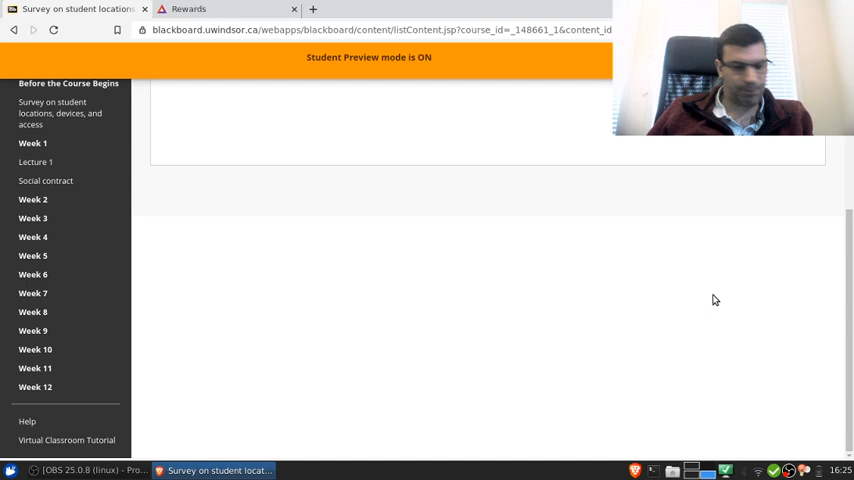 Survey on student locations
Rewards
blackboard.uwindsor.ca/webapps/blackboard/content/listContent.jsp?course_id=_148661_1&content_id
Student Preview mode is ON
Before the Course Begins
Survey on student
locations, devices, and
access
Week 1
Lecture 1
Social contract
Week 2
Week 3
Week 4
Week 5
Week 6
Week 7
Week 8
Week 9
Week 10
Week 11
Week 12
Help
Virtual Classroom Tutorial
[OBS 25.0.8 (linux) - Pro...
Survey on student locat...
16:25